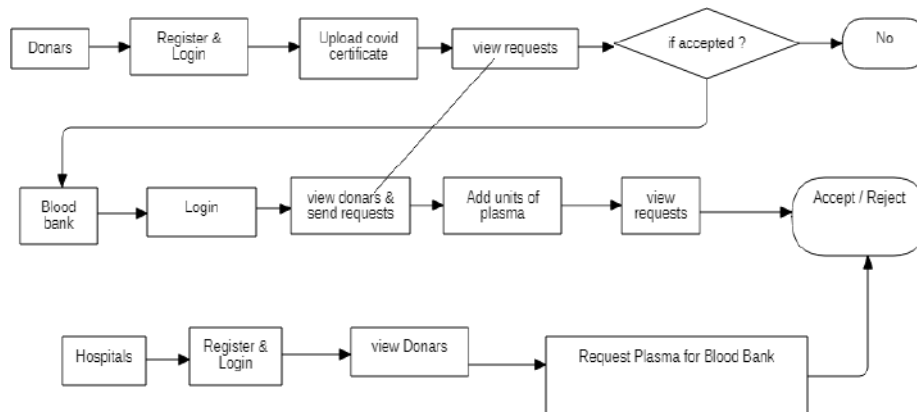 Donars
Register &
Login
Upload covid
certificate
view requests
if accepted ?
No
Blood
bank
Login
view donars &
send requests
Add units of
plasma
view
requests
Accept / Reject
Hospitals
Register &
Login
view Donars
Request Plasma for Blood Bank